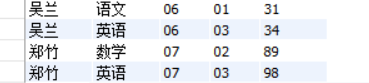 吴兰 语文 06 01 31
吴兰 英语 06 03 34
郑竹 数学 07 02 89
郑竹 英语 07 03 98